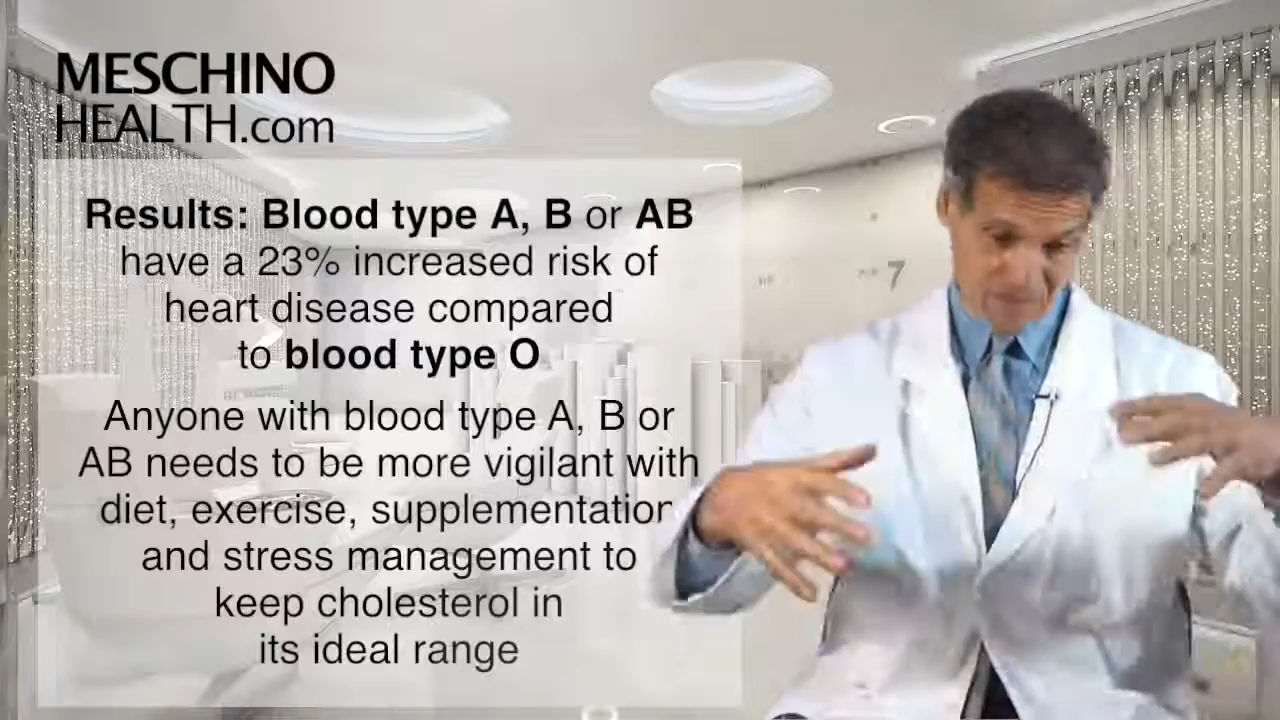 MESCHINO
HEALTH.com
Results: Blood type A, B or AB
have a 23% increased risk of
heart disease compared
to blood type O
Anyone with blood type A, B or
AB needs to be more vigilant with
diet, exercise, supplementation
and stress management to
keep cholesterol in
its ideal range
7